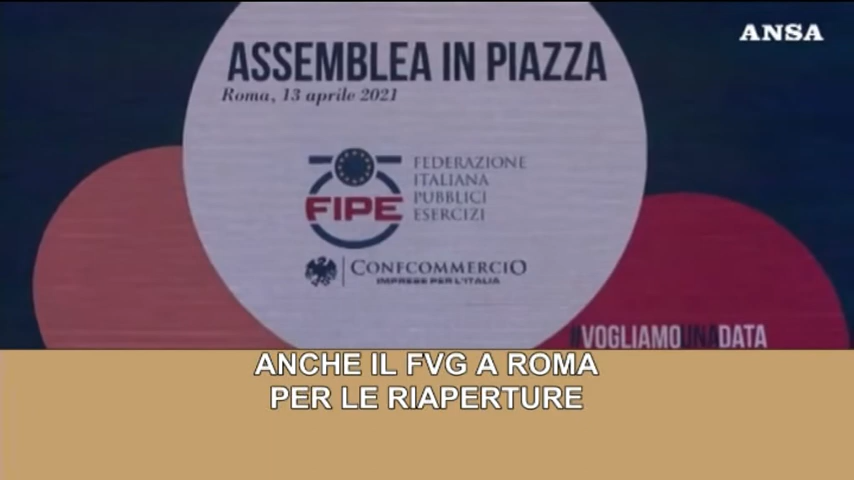 ANSA
ASSEMBLEA IN PIAZZA
Roma, 13 aprile 2021
FEDERAZIONE
ITALIANA
PUBBLICI
ESERCIZI
FIPE
CONFCOMMERCIO
IMPRESE PER L'ITALIA
#VOGLIAMOUNADATA
ANCHE IL FVG A ROMA
PER LE RIAPERTURE